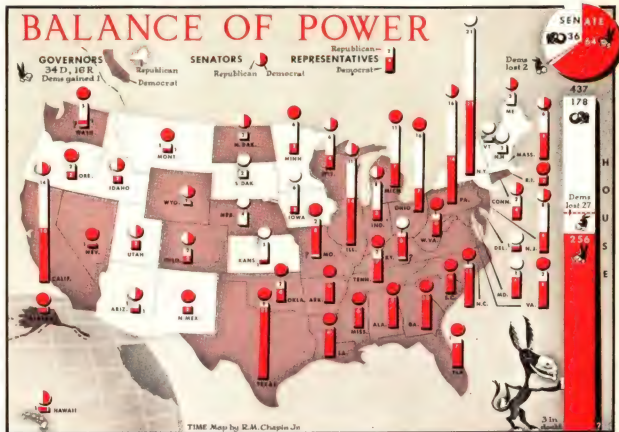 BALANCE OF POWER
GOVERNORS
34 D, 16 R
Dems gained 1
Republican
Democrat
SENATORS
Republican
Democrat
REPRESENTATIVES
Republican
Democrat
Dems lost 2
SENATE
36
64
437
178
Dems lost 27
256
HOUSE
3 in doubt
WASH.
ORE.
IDAHO
MONT.
WYO.
NEV.
UTAH
COLO.
CALIF.
ARIZ.
N. MEX.
N. DAK.
S. DAK.
NEB.
KANS.
OKLA.
TEXAS
MINN.
IOWA
MO.
ARK.
LA.
WIS.
ILL.
IND.
MICH.
OHIO
KY.
TENN.
MISS.
ALA.
GA.
FLA.
S.C.
N.C.
VA.
W. VA.
MD.
DEL.
N.J.
PA.
N.Y.
CONN.
R.I.
MASS.
VT.
N.H.
ME.
ALASKA
HAWAII
TIME Map by R.M. Chapin Jr.